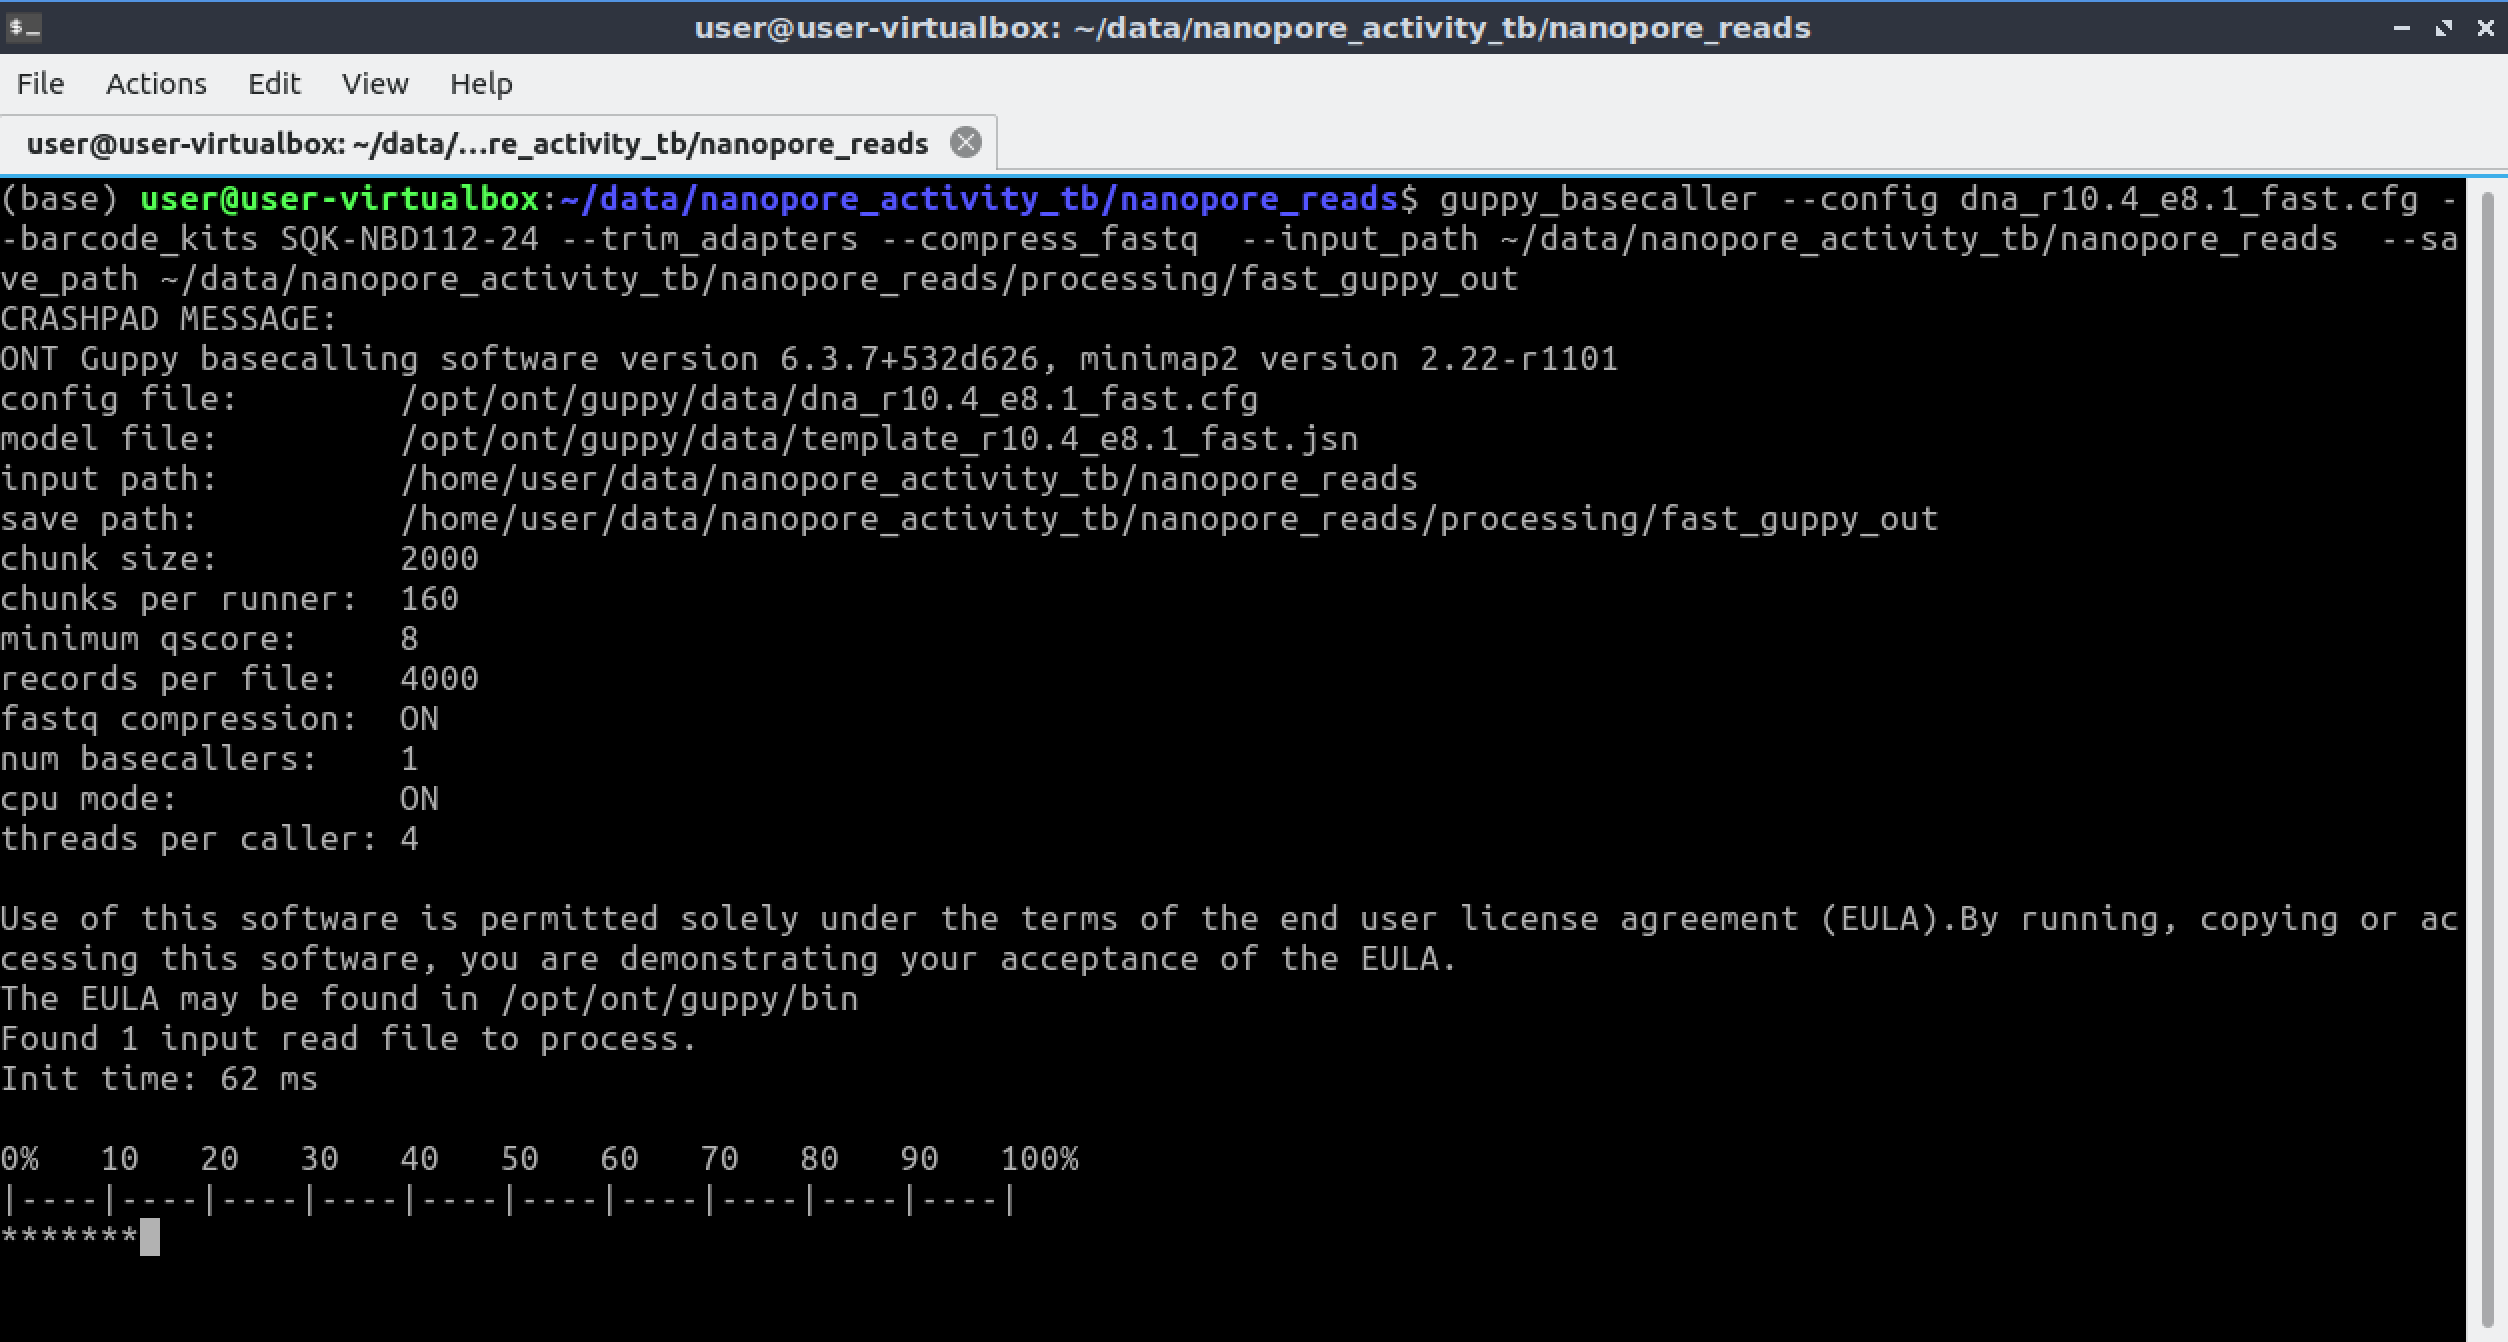 $_
user@user-virtualbox: ~/data/nanopore_activity_tb/nanopore_reads
File Actions Edit View Help
user@user-virtualbox: ~/data/...re_activity_tb/nanopore_reads
(base) user@user-virtualbox:~/data/nanopore_activity_tb/nanopore_reads$ guppy_basecaller --config dna_r10.4_e8.1_fast.cfg -
-barcode_kits SQK-NBD112-24 --trim_adapters --compress_fastq  --input_path ~/data/nanopore_activity_tb/nanopore_reads  --sa
ve_path ~/data/nanopore_activity_tb/nanopore_reads/processing/fast_guppy_out
CRASHPAD MESSAGE:
ONT Guppy basecalling software version 6.3.7+532d626, minimap2 version 2.22-r1101
config file:        /opt/ont/guppy/data/dna_r10.4_e8.1_fast.cfg
model file:         /opt/ont/guppy/data/template_r10.4_e8.1_fast.jsn
input path:         /home/user/data/nanopore_activity_tb/nanopore_reads
save path:          /home/user/data/nanopore_activity_tb/nanopore_reads/processing/fast_guppy_out
chunk size:         2000
chunks per runner:  160
minimum qscore:     8
records per file:   4000
fastq compression:  ON
num basecallers:    1
cpu mode:           ON
threads per caller: 4
Use of this software is permitted solely under the terms of the end user license agreement (EULA).By running, copying or ac
cessing this software, you are demonstrating your acceptance of the EULA.
The EULA may be found in /opt/ont/guppy/bin
Found 1 input read file to process.
Init time: 62 ms
0%   10   20   30   40   50   60   70   80   90   100%
|----|----|----|----|----|----|----|----|----|----|
*******